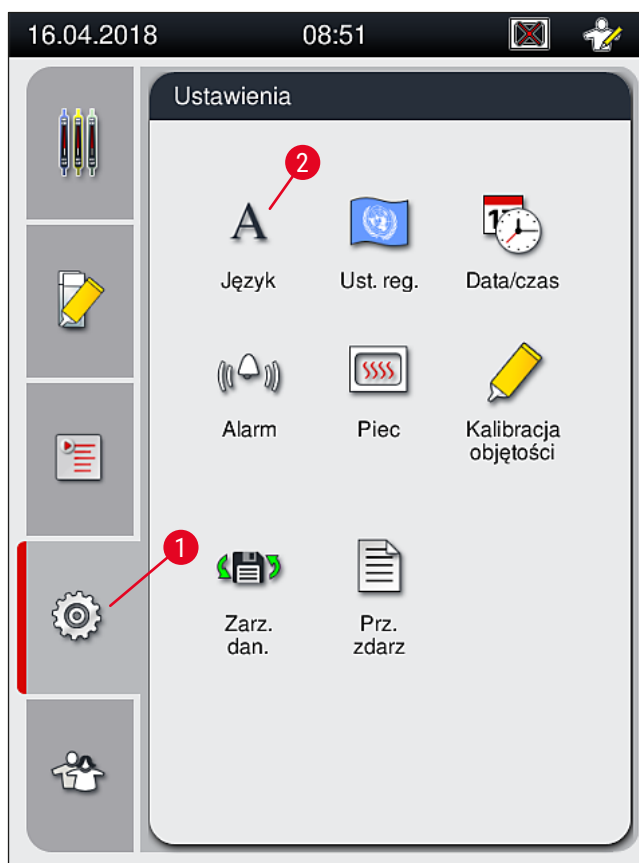 16.04.2018 08:51
Ustawienia
2
A
17
Język Ust. reg. Data/czas
Alarm Piec Kalibracja
objętości
1
Zarz. Prz.
dan. zdarz